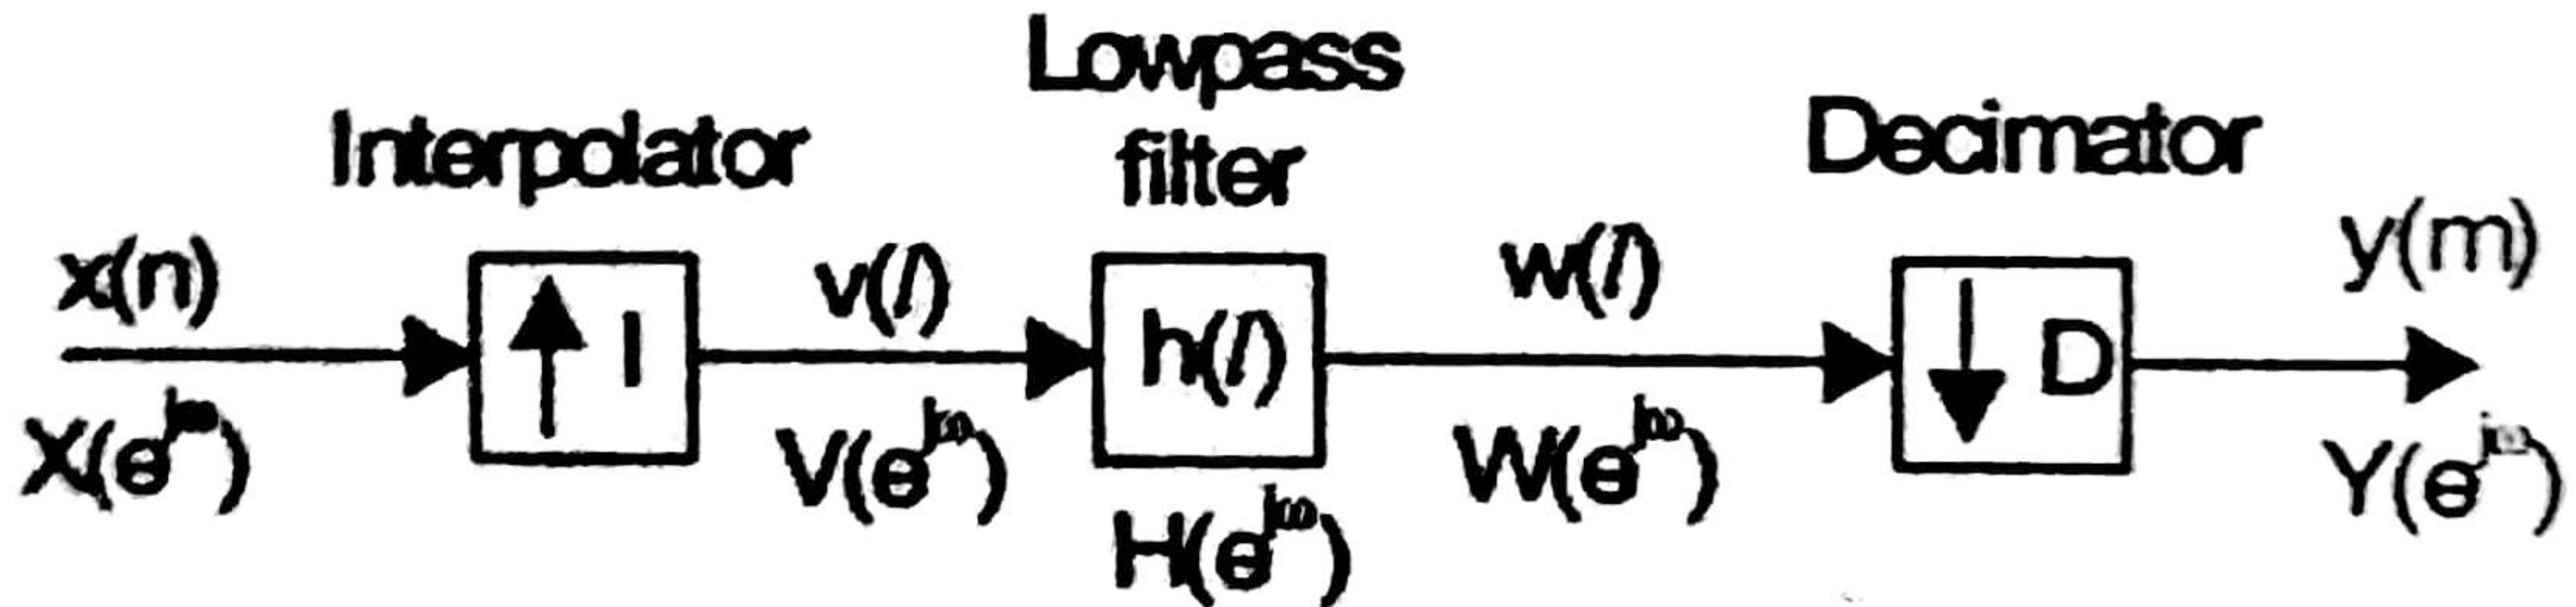 Lowpass
filter
Interpolator
Decimator
x(n)
I
v(l)
h(l)
w(l)
D
y(m)
X(e^{jω})
V(e^{jω})
H(e^{jω})
W(e^{jω})
Y(e^{jω})